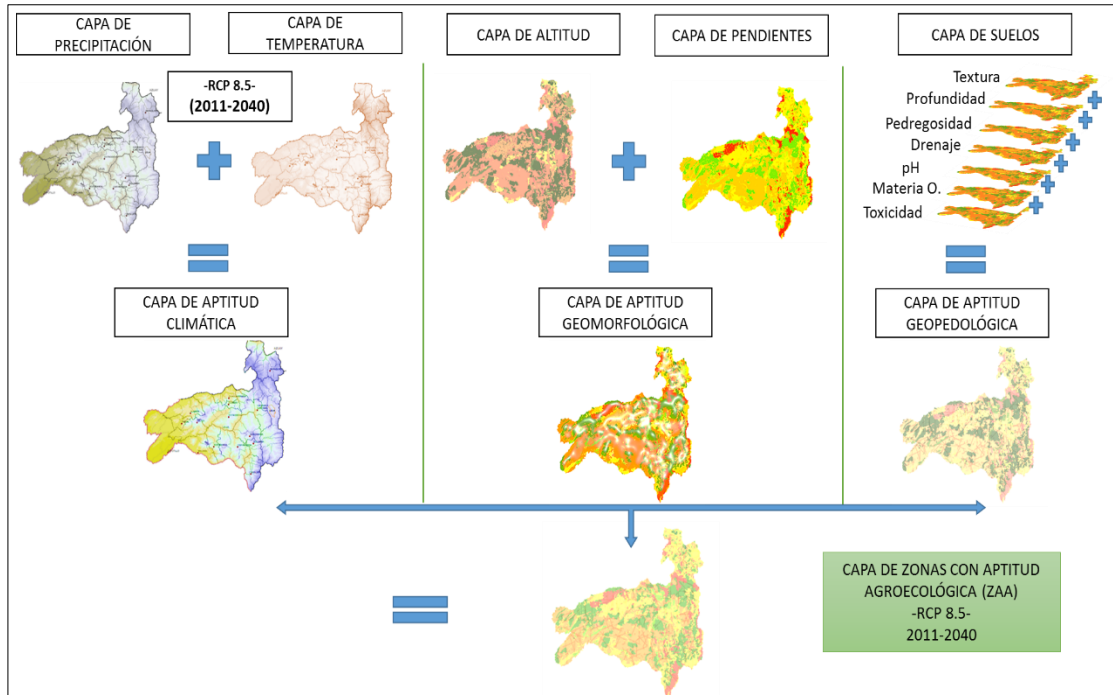 CAPA DE
PRECIPITACIÓN
CAPA DE
TEMPERATURA
-RCP 8.5-
(2011-2040)
CAPA DE ALTITUD
CAPA DE PENDIENTES
CAPA DE SUELOS
Textura
Profundidad
Pedregosidad
Drenaje
pH
Materia O.
Toxicidad
CAPA DE APTITUD
CLIMÁTICA
CAPA DE APTITUD
GEOMORFOLÓGICA
CAPA DE APTITUD
GEOPEDOLÓGICA
CAPA DE ZONAS CON APTITUD
AGROECOLÓGICA (ZAA)
-RCP 8.5-
2011-2040